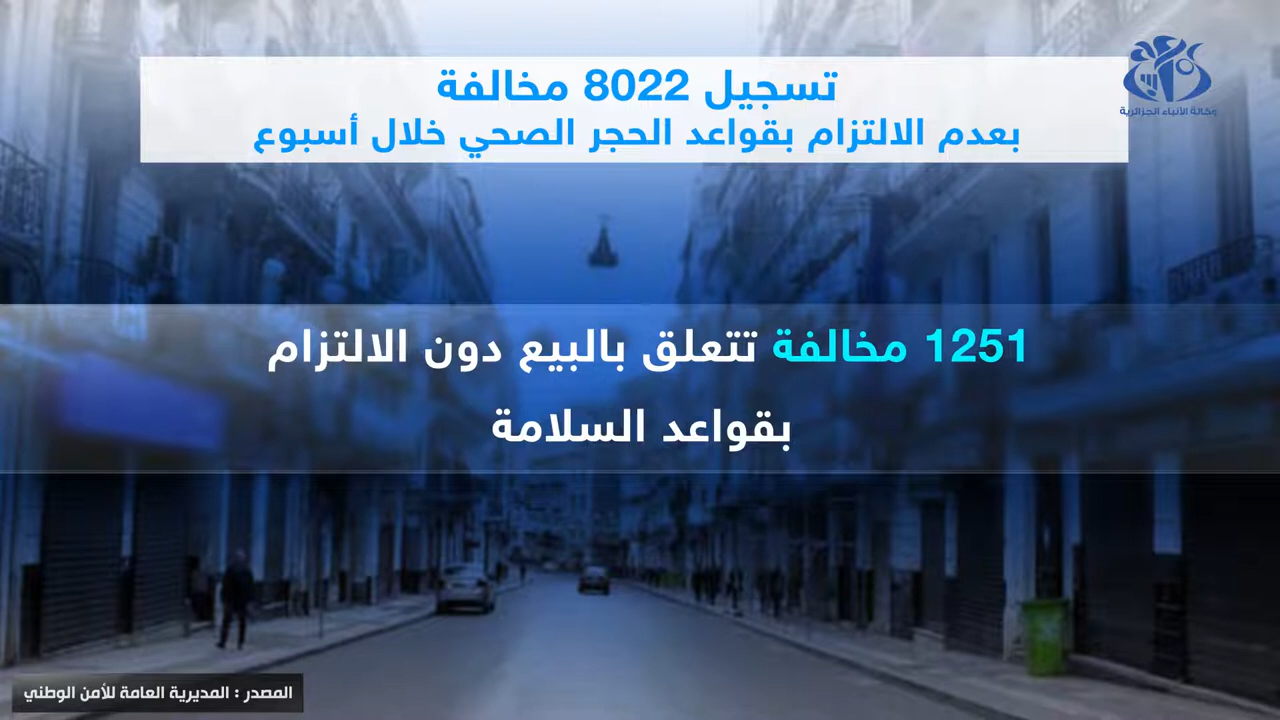 تسجيل 8022 مخالفة
بعدم الالتزام بقواعد الحجر الصحي خلال أسبوع
وكالة الأنباء الجزائرية
1251 مخالفة تتعلق بالبيع دون الالتزام
بقواعد السلامة
المصدر : المديرية العامة للأمن الوطني